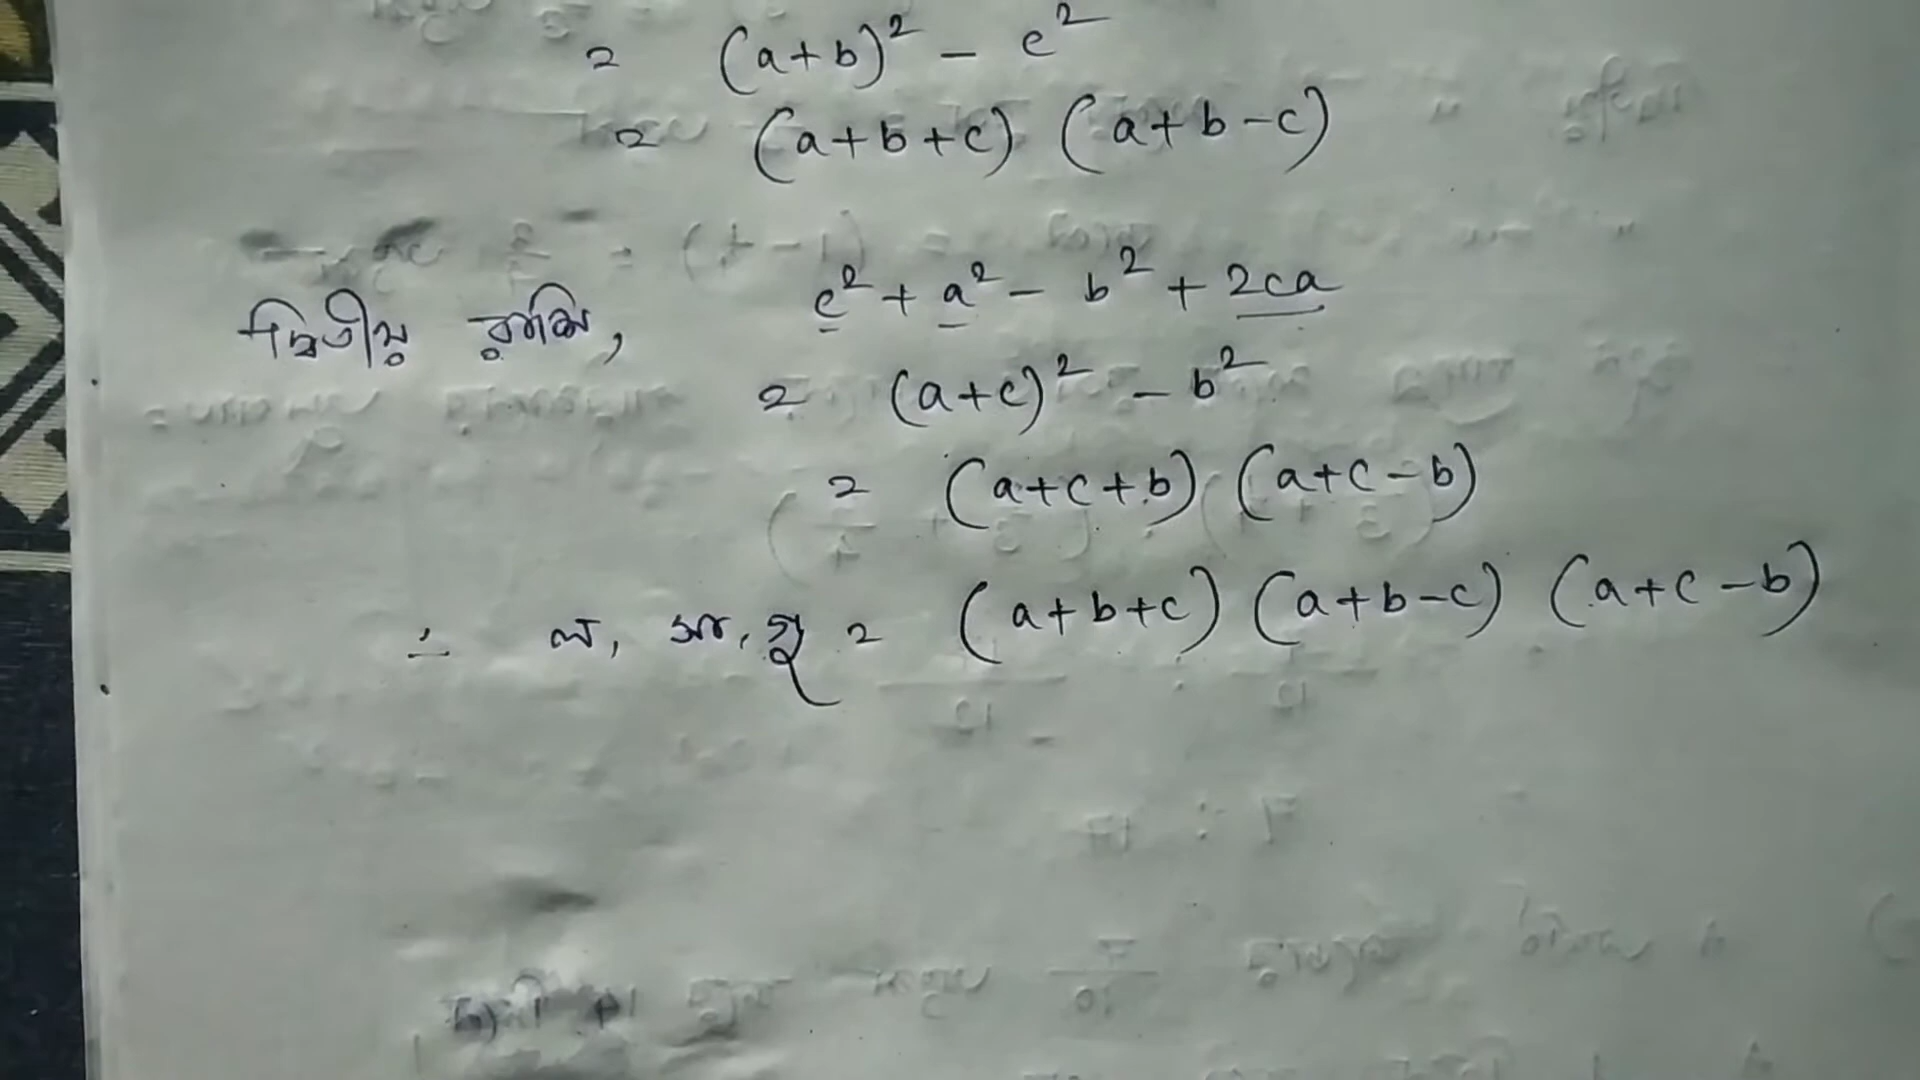 = (a+b)² - c²
= (a+b+c) (a+b-c)
দ্বিতীয় রাশি, c² + a² - b² + 2ca
= (a+c)² - b²
= (a+c+b) (a+c-b)
∴ ল, সা, গু = (a+b+c) (a+b-c) (a+c-b)